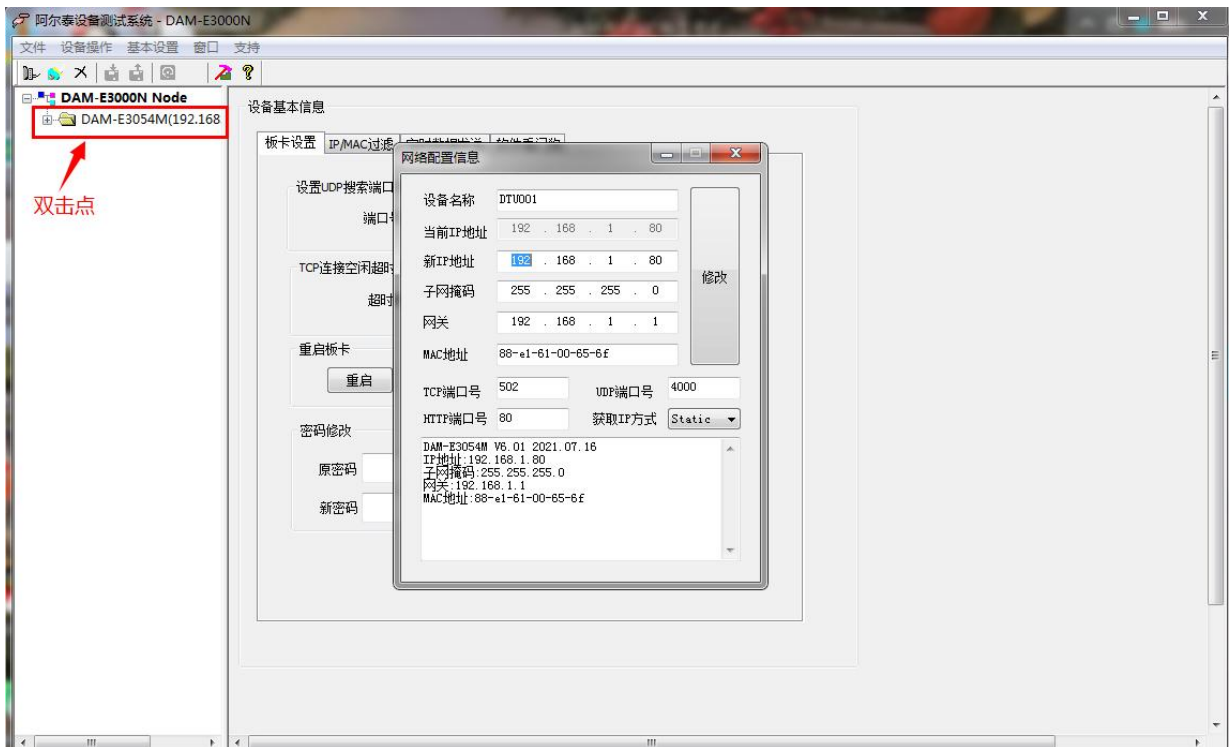 阿尔泰设备测试系统 - DAM-E3000N
文件 设备操作 基本设置 窗口 支持
DAM-E3000N Node
DAM-E3054M(192.168
双击点
设备基本信息
板卡设置 IP/MAC过滤
设置UDP搜索端口
端口号
TCP连接空闲超时
超时
重启板卡
重启
密码修改
原密码
新密码
网络配置信息
设备名称 DTU001
当前IP地址 192 . 168 . 1 . 80
新IP地址 192 . 168 . 1 . 80
子网掩码 255 . 255 . 255 . 0
网关 192 . 168 . 1 . 1
MAC地址 88-e1-61-00-65-6f
修改
TCP端口号 502 UDP端口号 4000
HTTP端口号 80 获取IP方式 Static
DAM-E3054M V6.01 2021.07.16
IP地址:192.168.1.80
子网掩码:255.255.255.0
网关:192.168.1.1
MAC地址:88-e1-61-00-65-6f